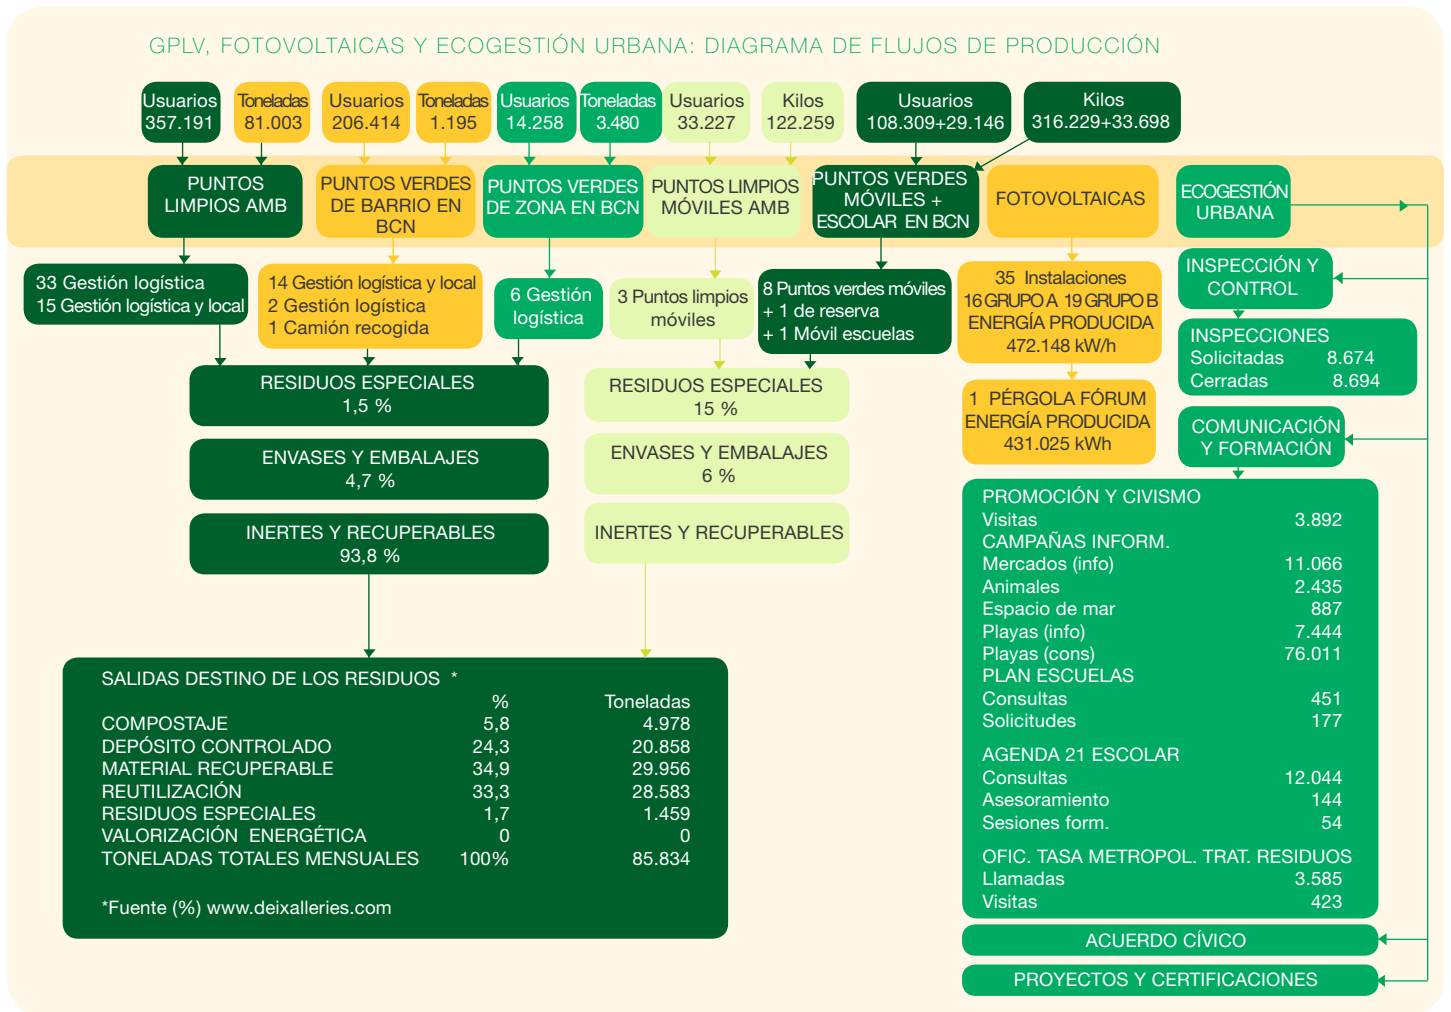 GPLV, FOTOVOLTAICAS Y ECOGESTIÓN URBANA: DIAGRAMA DE FLUJOS DE PRODUCCIÓN
Usuarios
357.191
Toneladas
81.003
Usuarios
206.414
Toneladas
1.195
Usuarios
14.258
Toneladas
3.480
Usuarios
33.227
Kilos
122.259
Usuarios
108.309+29.146
Kilos
316.229+33.698
PUNTOS
LIMPIOS AMB
PUNTOS VERDES
DE BARRIO EN
BCN
PUNTOS VERDES
DE ZONA EN BCN
PUNTOS LIMPIOS
MÓVILES AMB
PUNTOS VERDES
MÓVILES +
ESCOLAR EN BCN
FOTOVOLTAICAS
ECOGESTIÓN
URBANA
33 Gestión logística
15 Gestión logística y local
14 Gestión logística y local
2 Gestión logística
1 Camión recogida
6 Gestión
logística
3 Puntos limpios
móviles
8 Puntos verdes móviles
+ 1 de reserva
+ 1 Móvil escuelas
35 Instalaciones
16 GRUPO A 19 GRUPO B
ENERGÍA PRODUCIDA
472.148 kW/h
1 PÉRGOLA FÓRUM
ENERGÍA PRODUCIDA
431.025 kWh
INSPECCIÓN Y
CONTROL
INSPECCIONES
Solicitadas 8.674
Cerradas 8.694
COMUNICACIÓN
Y FORMACIÓN
RESIDUOS ESPECIALES
1,5 %
ENVASES Y EMBALAJES
4,7 %
INERTES Y RECUPERABLES
93,8 %
RESIDUOS ESPECIALES
15 %
ENVASES Y EMBALAJES
6 %
INERTES Y RECUPERABLES
SALIDAS DESTINO DE LOS RESIDUOS *
% Toneladas
COMPOSTAJE 5,8 4.978
DEPÓSITO CONTROLADO 24,3 20.858
MATERIAL RECUPERABLE 34,9 29.956
REUTILIZACIÓN 33,3 28.583
RESIDUOS ESPECIALES 1,7 1.459
VALORIZACIÓN ENERGÉTICA 0 0
TONELADAS TOTALES MENSUALES 100% 85.834
*Fuente (%) www.deixalleries.com
PROMOCIÓN Y CIVISMO
Visitas 3.892
CAMPAÑAS INFORM.
Mercados (info) 11.066
Animales 2.435
Espacio de mar 887
Playas (info) 7.444
Playas (cons) 76.011
PLAN ESCUELAS
Consultas 451
Solicitudes 177
AGENDA 21 ESCOLAR
Consultas 12.044
Asesoramiento 144
Sesiones form. 54
OFIC. TASA METROPOL. TRAT. RESIDUOS
Llamadas 3.585
Visitas 423
ACUERDO CÍVICO
PROYECTOS Y CERTIFICACIONES